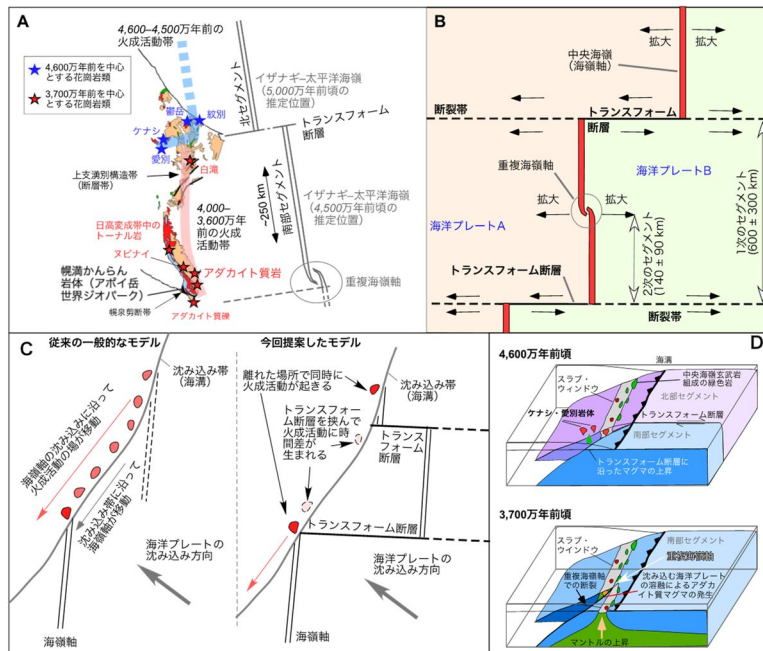 A
4,600–4,500万年前の
火成活動帯
4,600万年前を中心
とする花崗岩類
3,700万年前を中心
とする花崗岩類
イザナギ–太平洋海嶺
(5,000万年前頃の
推定位置)
北セグメント
鬱岳
紋別
ケナシ
愛別
トランスフォーム
断層
白滝
上支湧別構造帯
(断層帯)
4,000–
3,600万年
前の火成
活動帯
~250 km
南部セグメント
イザナギ–太平洋海嶺
(4,500万年前頃の
推定位置)
日高変成帯中の
トーナル岩
ヌピナイ
幌満かんらん
岩体(アポイ岳
世界ジオパーク)
アダカイト質岩
重複海嶺軸
幌泉剪断帯
アダカイト質礫
B
拡大
拡大
中央海嶺
(海嶺軸)
断裂帯
トランスフォーム
断層
重複海嶺軸
海洋プレートB
拡大
拡大
海洋プレートA
2次のセグメント
(140 ± 90 km)
1次のセグメント
(600 ± 300 km)
トランスフォーム断層
断裂帯
C
従来の一般的なモデル
沈み込み帯
(海溝)
海嶺軸の沈み込みに沿って
火成活動の場が移動
沈み込み帯に沿って
海嶺軸が移動
海洋プレートの
沈み込み方向
海嶺軸
今回提案したモデル
離れた場所で同時に
火成活動が起きる
沈み込み帯
(海溝)
トランスフォー
ム断層を挟んで
火成活動に時
間差が
生まれる
トランス
フォーム
断層
トランスフォーム断層
海洋プレートの
沈み込み方向
海嶺軸
D
4,600万年前頃
海溝
スラブ・
ウィンドウ
中央海嶺玄武岩
組成の緑色岩
北部セグメント
ケナシ・愛別岩体
トランスフォーム断層
南部セグメント
トランスフォーム断層に
沿ったマグマの上昇
3,700万年前頃
スラブ・
ウインドウ
南部セグメント
重複海嶺軸
重複海嶺軸
での断裂
沈み込む海洋プレート
の溶融によるアダカ
イト質マグマの発生
マントルの上昇